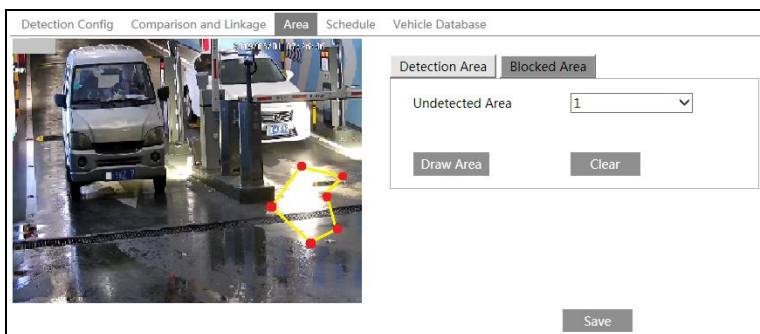 Detection Config Comparison and Linkage Area Schedule Vehicle Database
Detection Area Blocked Area
Undetected Area 1
Draw Area Clear
Save